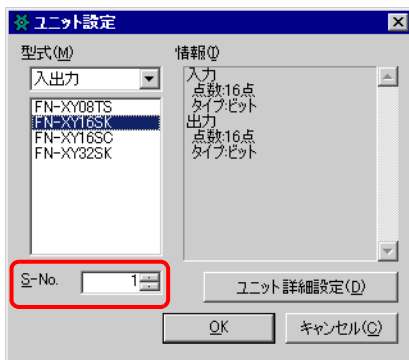 ユニット設定
型式(M)
入出力
FN-XY08TS
FN-XY16SK
FN-XY16SC
FN-XY32SK
情報(I)
入力
点数:16点
タイプ:ビット
出力
点数:16点
タイプ:ビット
S-No. 1
ユニット詳細設定(D)
OK
キャンセル(C)